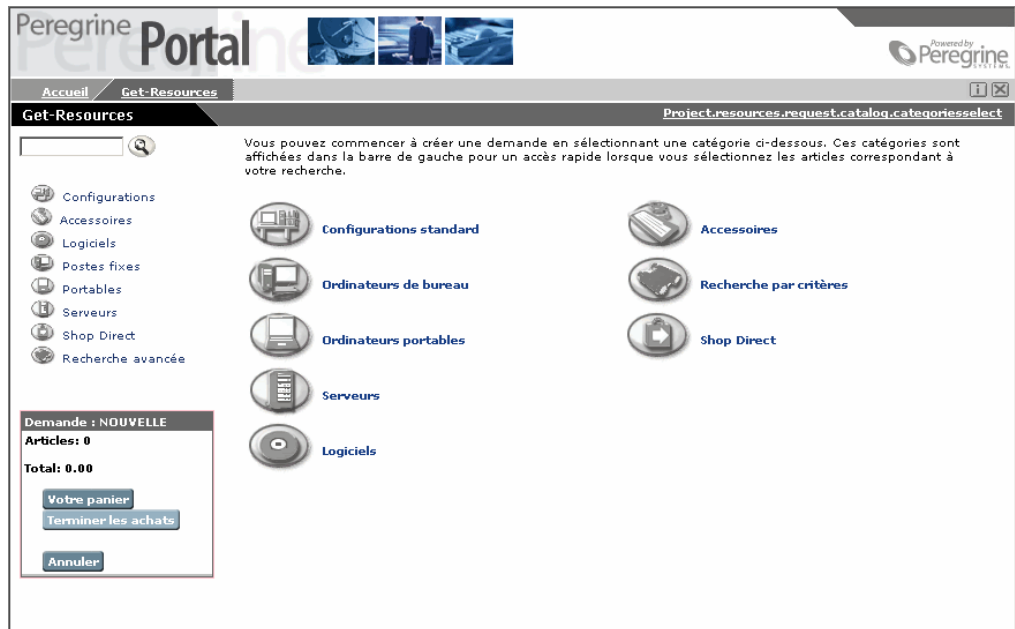 Peregrine Portal
Powered by
Peregrine
SYSTEMS
Accueil
Get-Resources
Get-Resources
Project.resources.request.catalog.categoriesselect
Vous pouvez commencer à créer une demande en sélectionnant une catégorie ci-dessous. Ces catégories sont
affichées dans la barre de gauche pour un accès rapide lorsque vous sélectionnez les articles correspondant à
votre recherche.
Configurations
Accessoires
Logiciels
Postes fixes
Portables
Serveurs
Shop Direct
Recherche avancée
Demande : NOUVELLE
Articles: 0
Total: 0.00
Votre panier
Terminer les achats
Annuler
Configurations standard
Ordinateurs de bureau
Ordinateurs portables
Serveurs
Logiciels
Accessoires
Recherche par critères
Shop Direct